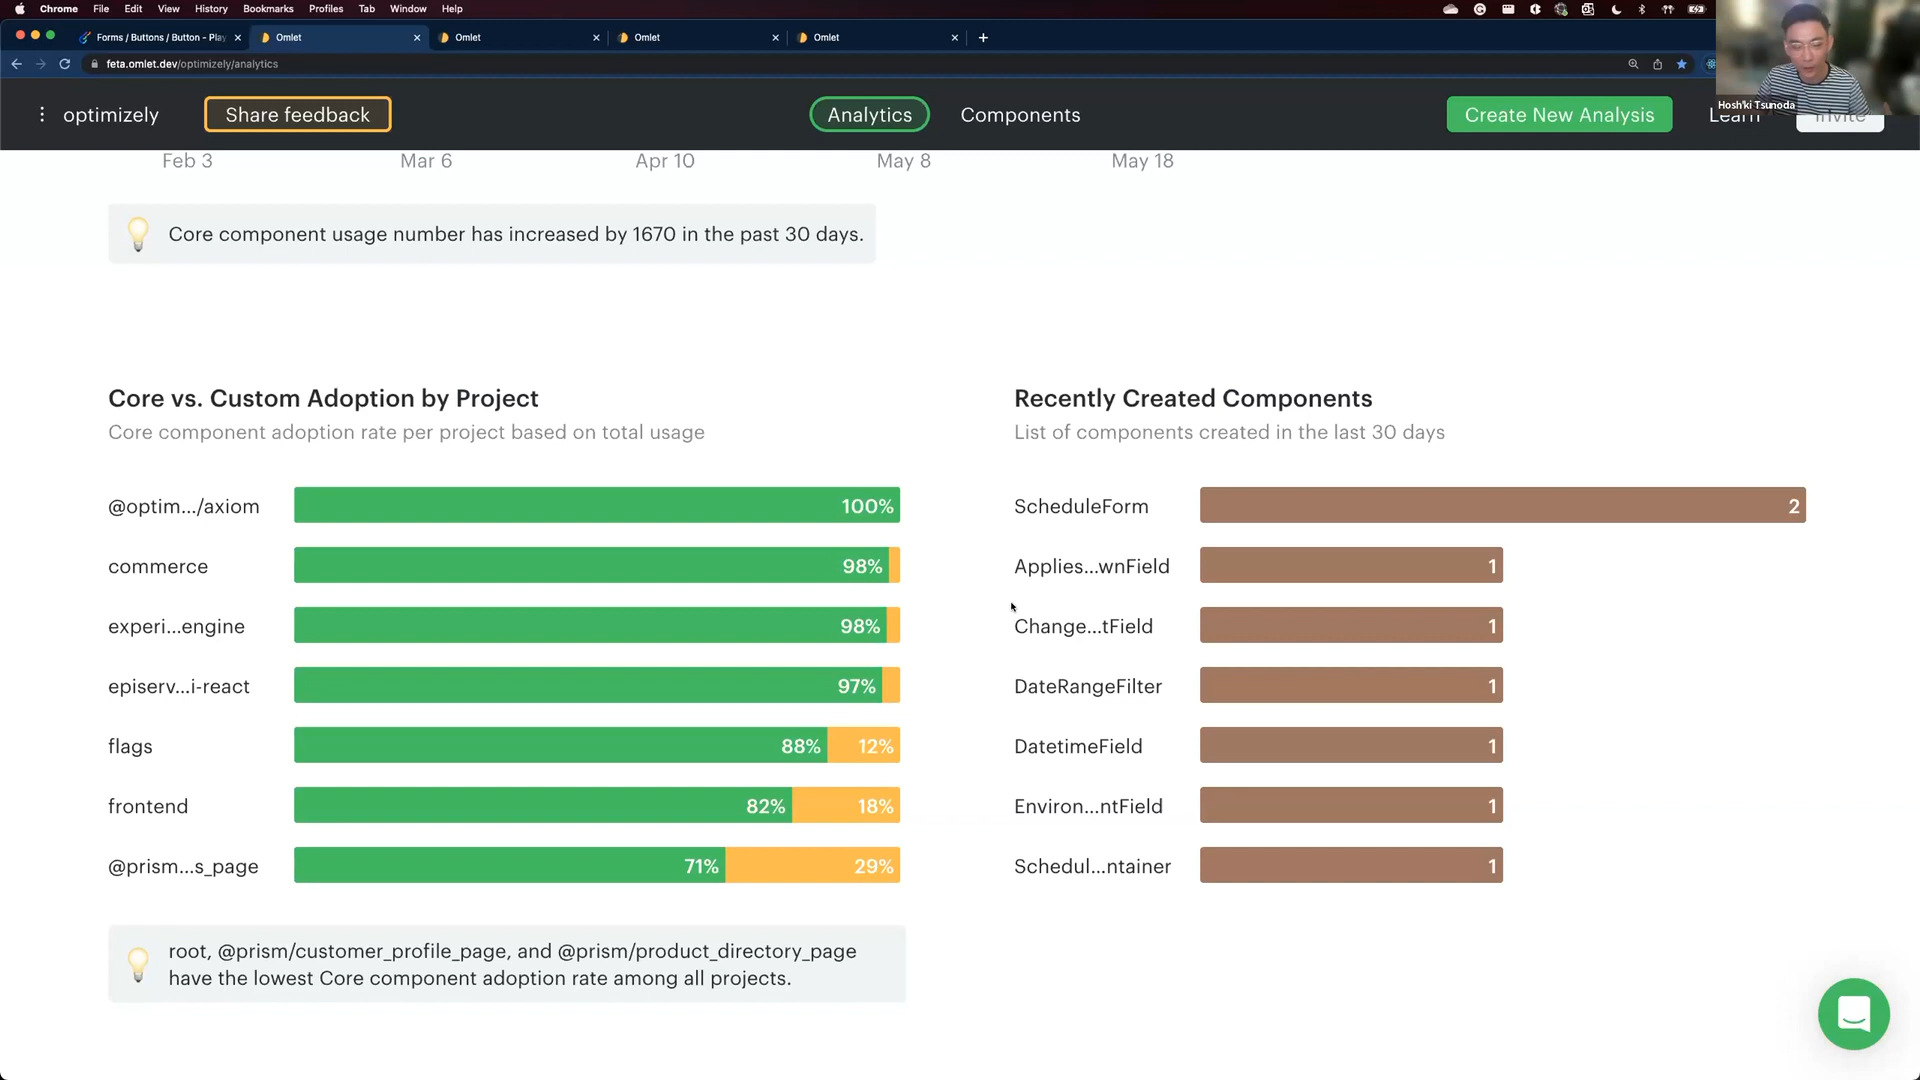 Chrome File Edit View History Bookmarks Profiles Tab Window Help
Forms / Buttons / Button - Play
Omlet
Omlet
Omlet
Omlet
feta.omlet.dev/optimizely/analytics
Hosh'ki Tsunoda
optimizely
Share feedback
Analytics
Components
Create New Analysis
Learn
Invite
Feb 3
Mar 6
Apr 10
May 8
May 18
Core component usage number has increased by 1670 in the past 30 days.
Core vs. Custom Adoption by Project
Core component adoption rate per project based on total usage
@optim.../axiom 100%
commerce 98%
experi...engine 98%
episerv...i-react 97%
flags 88% 12%
frontend 82% 18%
@prism...s_page 71% 29%
root, @prism/customer_profile_page, and @prism/product_directory_page
have the lowest Core component adoption rate among all projects.
Recently Created Components
List of components created in the last 30 days
ScheduleForm 2
Applies...wnField 1
Change...tField 1
DateRangeFilter 1
DatetimeField 1
Environ...ntField 1
Schedul...ntainer 1